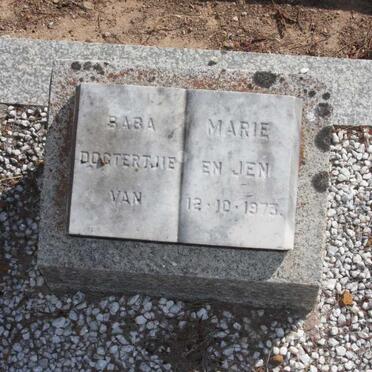 BABA
DOGTERTJIE
VAN
MARIE
EN JEN
12-10-1973.